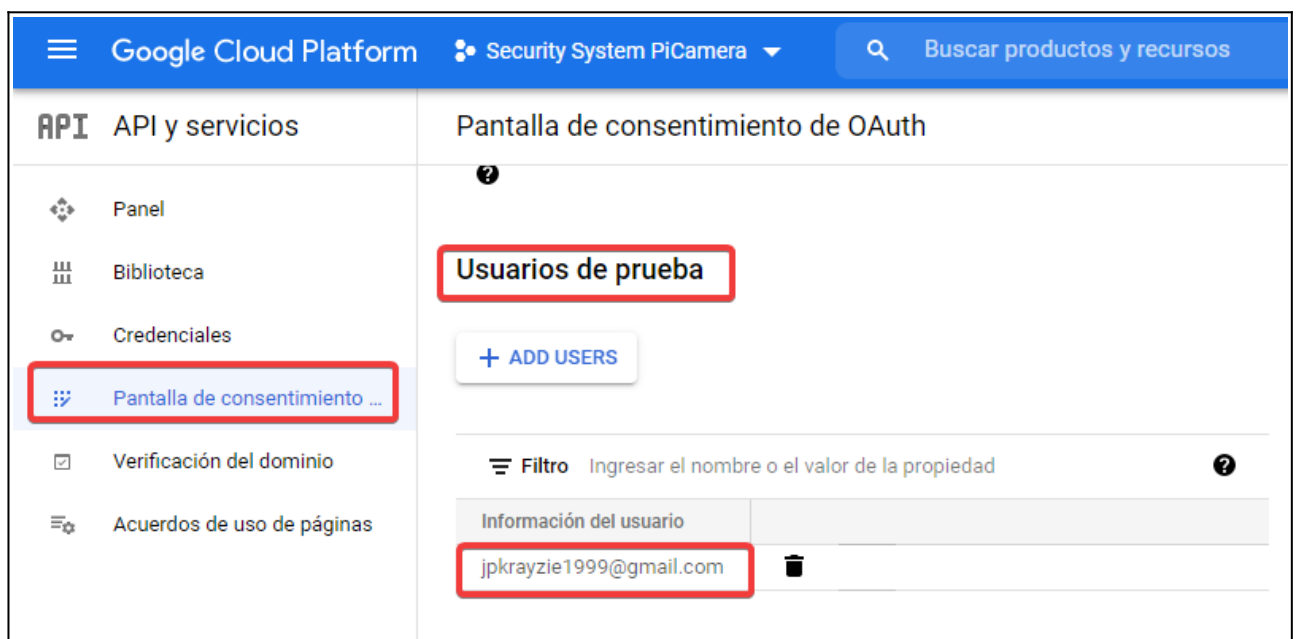 Google Cloud Platform
Security System PiCamera
Buscar productos y recursos
API API y servicios
Pantalla de consentimiento de OAuth
Panel
Biblioteca
Credenciales
Pantalla de consentimiento ...
Verificación del dominio
Acuerdos de uso de páginas
?
Usuarios de prueba
+ ADD USERS
Filtro Ingresar el nombre o el valor de la propiedad ?
Información del usuario
jpkrayzie1999@gmail.com